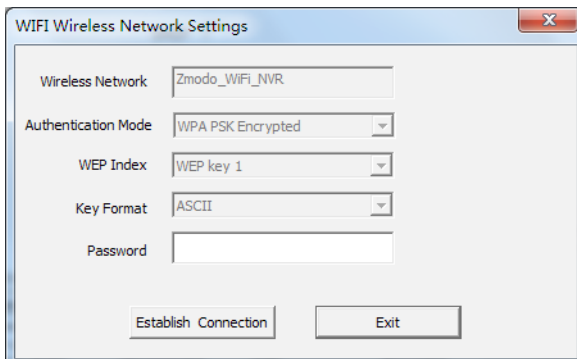 WIFI Wireless Network Settings
Wireless Network Zmodo_WiFi_NVR
Authentication Mode WPA PSK Encrypted
WEP Index WEP key 1
Key Format ASCII
Password
Establish Connection Exit